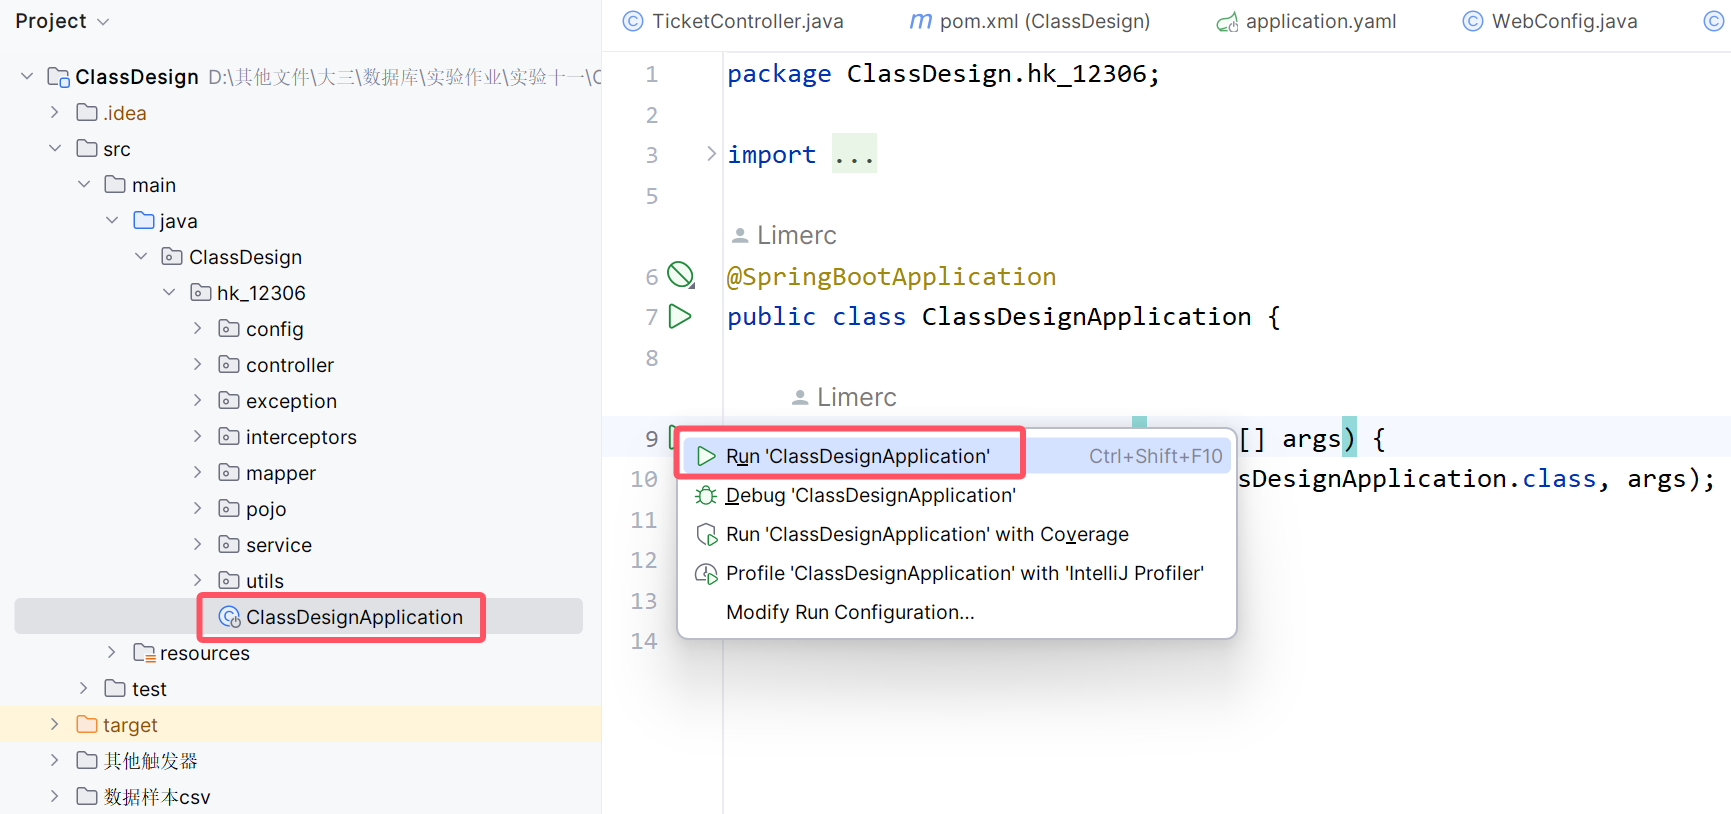 Project
ClassDesign D:\其他文件\大三\数据库\实验作业\实验十一\C
.idea
src
main
java
ClassDesign
hk_12306
config
controller
exception
interceptors
mapper
pojo
service
utils
ClassDesignApplication
resources
test
target
其他触发器
数据样本csv
TicketController.java
pom.xml (ClassDesign)
application.yaml
WebConfig.java
1 package ClassDesign.hk_12306;
2
3 import ...
5
Limerc
6 @SpringBootApplication
7 public class ClassDesignApplication {
8
Limerc
9 [] args) {
10 sDesignApplication.class, args);
11
12
13
14
Run 'ClassDesignApplication' Ctrl+Shift+F10
Debug 'ClassDesignApplication'
Run 'ClassDesignApplication' with Coverage
Profile 'ClassDesignApplication' with 'IntelliJ Profiler'
Modify Run Configuration...